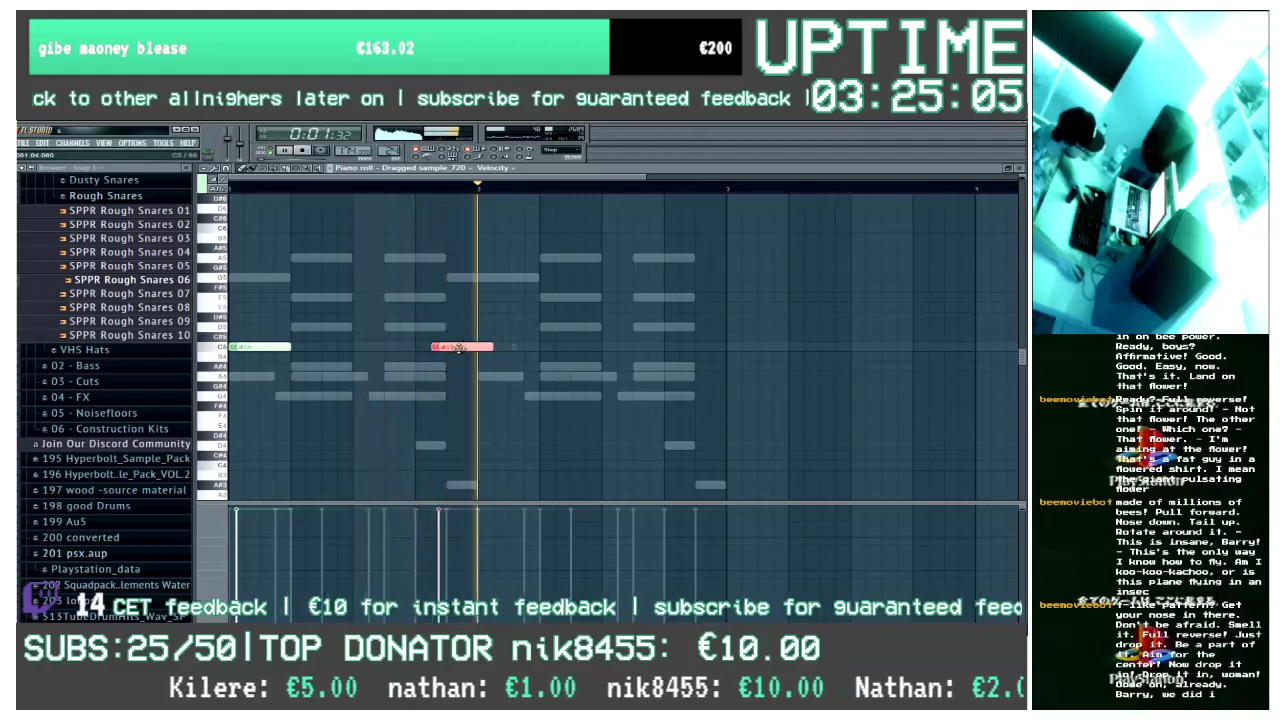 gibe maoney blease €163.02 €200
UPTIME
03:25:05
ck to other allnighers later on | subscribe for guaranteed feedback |
FL STUDIO
0:01:32
FILE EDIT CHANNELS VIEW OPTIONS TOOLS HELP
Step
Piano roll - Dragged sample_720 - Velocity
Dusty Snares
Rough Snares
SPPR Rough Snares 01
SPPR Rough Snares 02
SPPR Rough Snares 03
SPPR Rough Snares 04
SPPR Rough Snares 05
SPPR Rough Snares 06
SPPR Rough Snares 07
SPPR Rough Snares 08
SPPR Rough Snares 09
SPPR Rough Snares 10
VHS Hats
02 - Bass
03 - Cuts
04 - FX
05 - Noisefloors
06 - Construction Kits
Join Our Discord Community
195 Hyperbolt_Sample_Pack
196 Hyperbolt..le_Pack_VOL.2
197 wood -source material
198 good Drums
199 Au5
200 converted
201 psx.aup
Playstation_data
202 Squadpack..lements Water
14 CET feedback | €10 for instant feedback | subscribe for guaranteed feed
SUBS:25/50|TOP DONATOR nik8455: €10.00
Kilere: €5.00 nathan: €1.00 nik8455: €10.00 Nathan: €2.0
in on bee power.
Ready, boys?
Affirmative! Good.
Good. Easy, now.
That's it. Land on
that flower!
beemoviebot Ready? Full reverse!
Spin it around! - Not
that flower! The other
one! - Which one? -
That flower. - I'm
aiming at the flower!
That's a fat guy in a
flowered shirt. I mean
the giant pulsating
flower
beemoviebot made of millions of
bees! Pull forward.
Nose down. Tail up.
Rotate around it. -
This is insane, Barry!
- This's the only way
I know how to fly. Am I
koo-koo-kachoo, or is
this plane flying in an
insec
beemoviebot t-like pattern? Get
your nose in there.
Don't be afraid. Smell
it. Full reverse! Just
drop it. Be a part of
it. Aim for the
center! Now drop it
in! Drop it in, woman!
Come on, already.
Barry, we did i